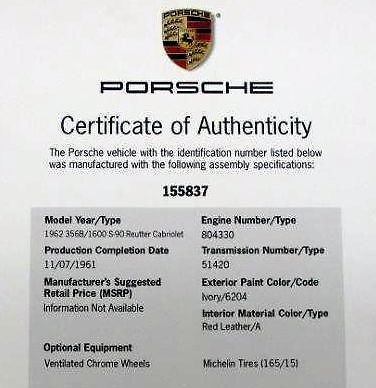 PORSCHE
PORSCHE
Certificate of Authenticity
The Porsche vehicle with the identification number listed below
was manufactured with the following assembly specifications:
155837
Model Year/Type
1962 356B/1600 S-90 Reutter Cabriolet
Production Completion Date
11/07/1961
Manufacturer's Suggested
Retail Price (MSRP)
Information Not Available
Engine Number/Type
804330
Transmission Number/Type
51420
Exterior Paint Color/Code
Ivory/6204
Interior Material Color/Type
Red Leather/A
Optional Equipment
Ventilated Chrome Wheels
Michelin Tires (165/15)